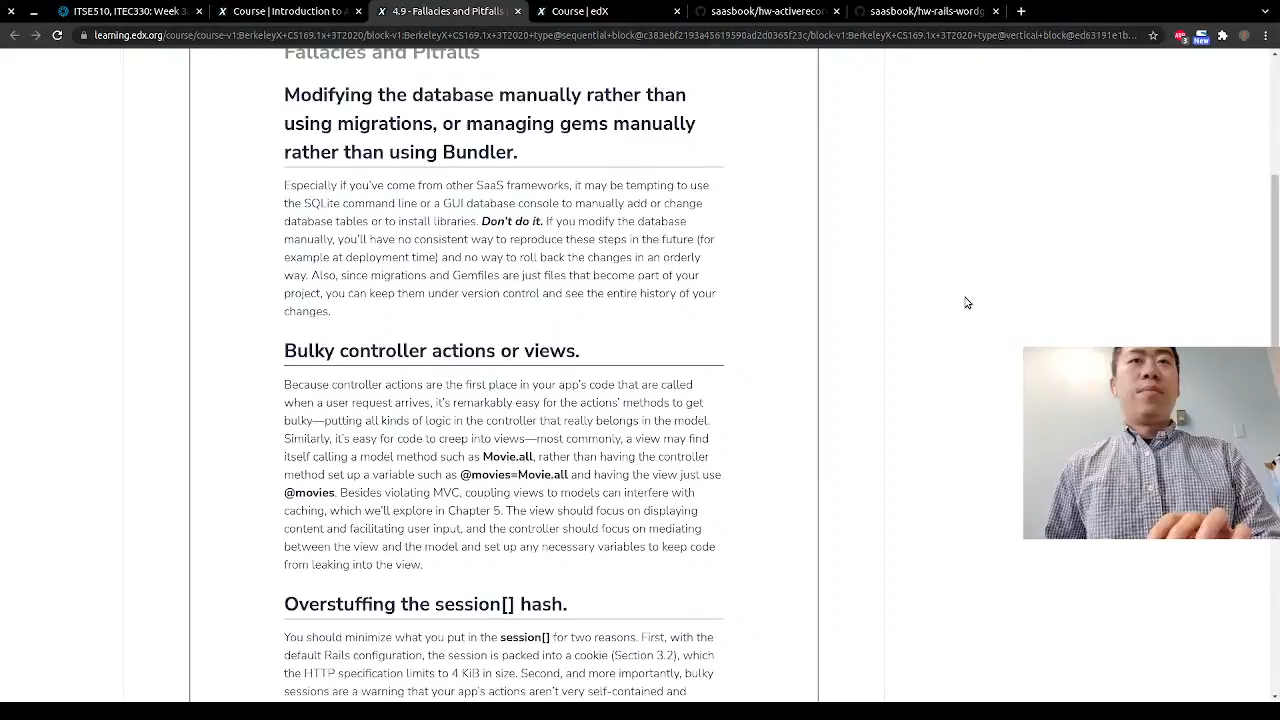 ITSE510, ITEC330: Week 3
Course | Introduction to A
4.9 - Fallacies and Pitfalls
Course | edX
saasbook/hw-activerecor
saasbook/hw-rails-wordg
learning.edx.org/course/course-v1:BerkeleyX+CS169.1x+3T2020/block-v1:BerkeleyX+CS169.1x+3T2020+type@sequential+block@c383ebf2193a45619590ad2d0365f23c/block-v1:BerkeleyX+CS169.1x+3T2020+type@vertical+block@ed63191e1b...
New
Fallacies and Pitfalls
Modifying the database manually rather than
using migrations, or managing gems manually
rather than using Bundler.
Especially if you've come from other SaaS frameworks, it may be tempting to use
the SQLite command line or a GUI database console to manually add or change
database tables or to install libraries. Don't do it. If you modify the database
manually, you'll have no consistent way to reproduce these steps in the future (for
example at deployment time) and no way to roll back the changes in an orderly
way. Also, since migrations and Gemfiles are just files that become part of your
project, you can keep them under version control and see the entire history of your
changes.
Bulky controller actions or views.
Because controller actions are the first place in your app's code that are called
when a user request arrives, it's remarkably easy for the actions' methods to get
bulky—putting all kinds of logic in the controller that really belongs in the model.
Similarly, it's easy for code to creep into views—most commonly, a view may find
itself calling a model method such as Movie.all, rather than having the controller
method set up a variable such as @movies=Movie.all and having the view just use
@movies. Besides violating MVC, coupling views to models can interfere with
caching, which we'll explore in Chapter 5. The view should focus on displaying
content and facilitating user input, and the controller should focus on mediating
between the view and the model and set up any necessary variables to keep code
from leaking into the view.
Overstuffing the session[] hash.
You should minimize what you put in the session[] for two reasons. First, with the
default Rails configuration, the session is packed into a cookie (Section 3.2), which
the HTTP specification limits to 4 KiB in size. Second, and more importantly, bulky
sessions are a warning that your app's actions aren't very self-contained and